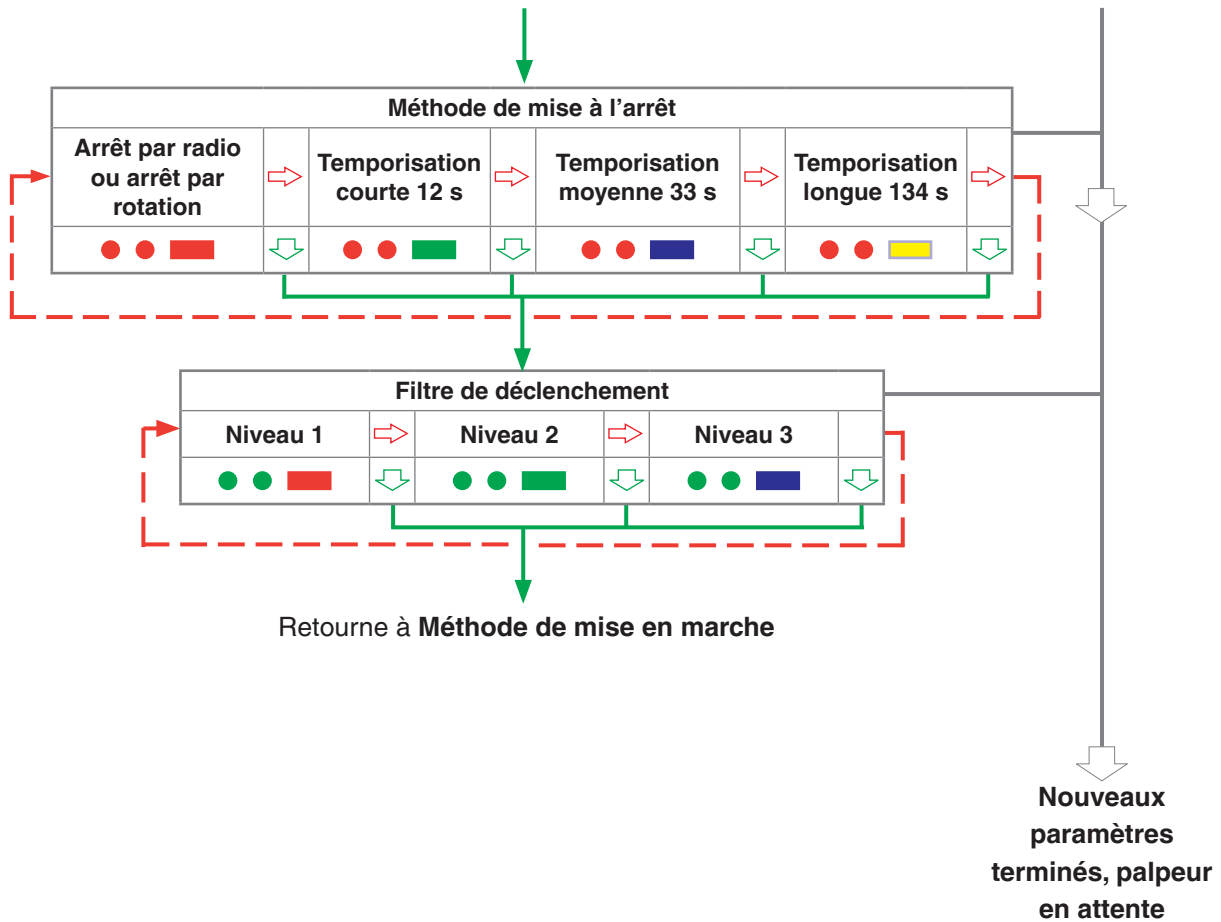 Méthode de mise à l'arrêt
Arrêt par radio
ou arrêt par
rotation
Temporisation
courte 12 s
Temporisation
moyenne 33 s
Temporisation
longue 134 s
Filtre de déclenchement
Niveau 1
Niveau 2
Niveau 3
Retourne à Méthode de mise en marche
Nouveaux
paramètres
terminés, palpeur
en attente